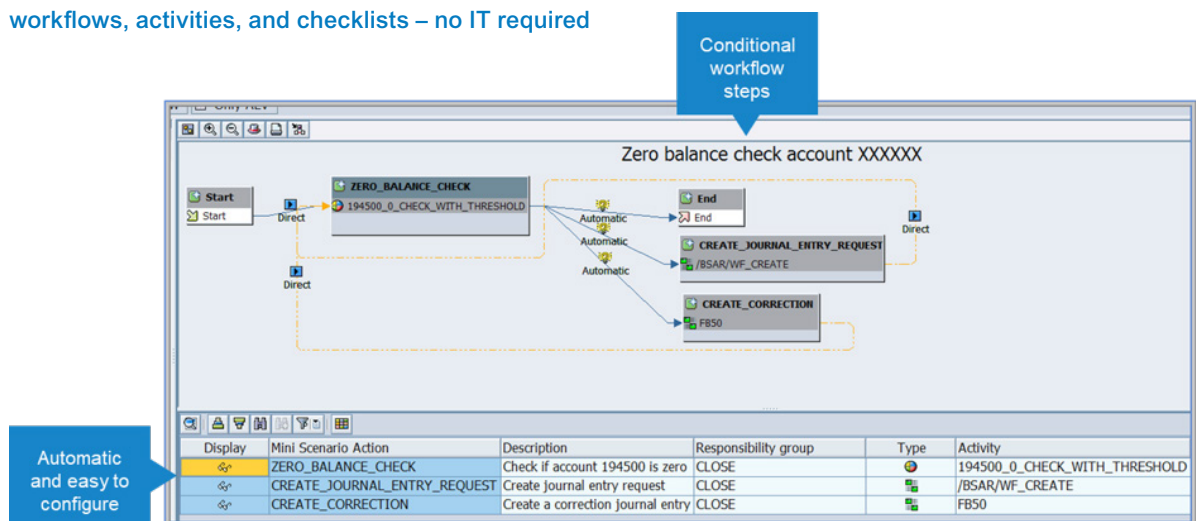 workflows, activities, and checklists – no IT required
Conditional
workflow
steps
Zero balance check account XXXXXX
Start
Start
Direct
ZERO_BALANCE_CHECK
194500_0_CHECK_WITH_THRESHOLD
Direct
Automatic
Automatic
Automatic
End
End
CREATE_JOURNAL_ENTRY_REQUEST
/BSAR/WF_CREATE
Direct
CREATE_CORRECTION
FB50
Automatic
and easy to
configure
Display Mini Scenario Action Description Responsibility group Type Activity
ZERO_BALANCE_CHECK Check if account 194500 is zero CLOSE 194500_0_CHECK_WITH_THRESHOLD
CREATE_JOURNAL_ENTRY_REQUEST Create journal entry request CLOSE /BSAR/WF_CREATE
CREATE_CORRECTION Create a correction journal entry CLOSE FB50